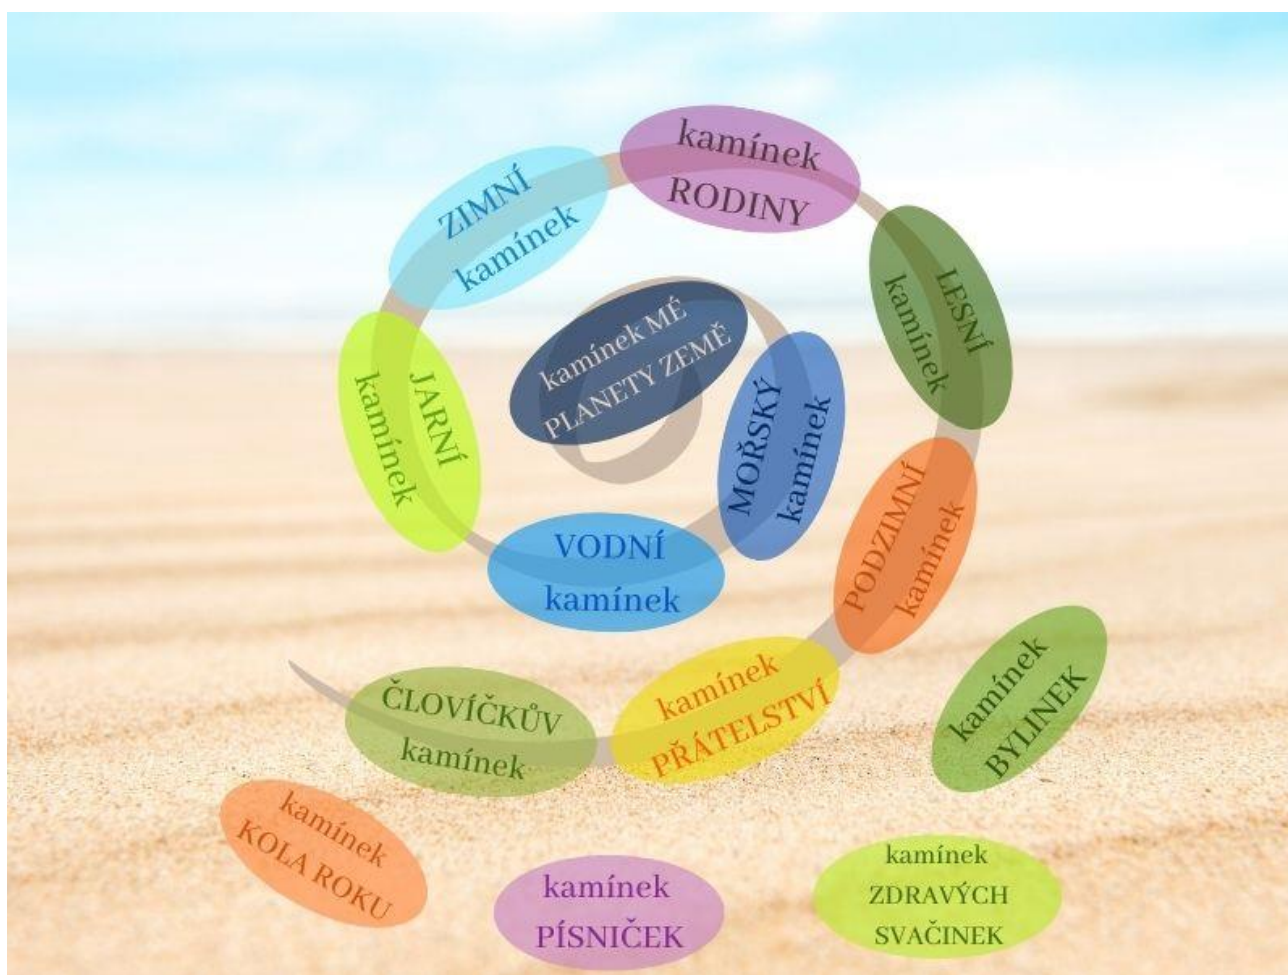 kamínek
RODINY
ZIMNÍ
kamínek
LESNÍ
kamínek
kamínek MÉ
PLANETY ZEMĚ
JARNÍ
kamínek
MOŘSKÝ
kamínek
PODZIMNÍ
kamínek
VODNÍ
kamínek
kamínek
PŘÁTELSTVÍ
ČLOVÍČKŮV
kamínek
kamínek
BYLINEK
kamínek
KOLA ROKU
kamínek
PÍSNIČEK
kamínek
ZDRAVÝCH
SVAČINEK